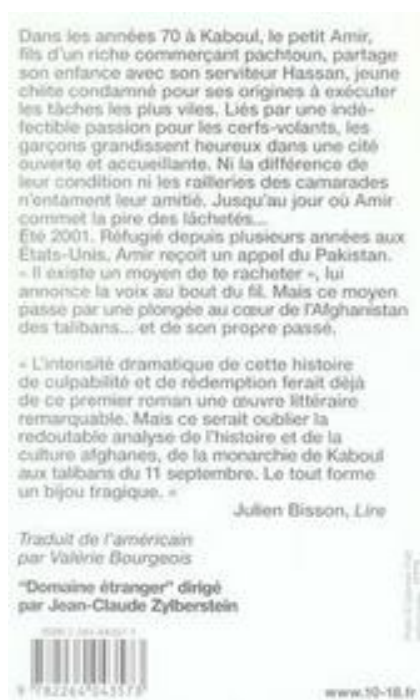 Dans les années 70 à Kaboul, le petit Amir,
fils d'un riche commerçant pachtoun, partage
son enfance avec son serviteur Hassan, jeune
chiite condamné pour ses origines à exécuter
les tâches les plus viles. Liés par une indé-
fectible passion pour les cerfs-volants, les
garçons grandissent heureux dans une cité
ouverte et accueillante. Ni la différence de
leur condition ni les railleries des camarades
n'entament leur amitié. Jusqu'au jour où Amir
commet la pire des lâchetés...
Eté 2001. Réfugié depuis plusieurs années aux
États-Unis, Amir reçoit un appel du Pakistan.
« Il existe un moyen de te racheter », lui
annonce la voix au bout du fil. Mais ce moyen
passe par une plongée au cœur de l'Afghanistan
des talibans... et de son propre passé.
« L'intensité dramatique de cette histoire
de culpabilité et de rédemption ferait déjà
de ce premier roman une œuvre littéraire
remarquable. Mais ce serait oublier la
redoutable analyse de l'histoire et de la
culture afghanes, de la monarchie de Kaboul
aux talibans du 11 septembre. Le tout forme
un bijou tragique. »
Julien Bisson, Lire
Traduit de l'américain
par Valérie Bourgeois
"Domaine étranger" dirigé
par Jean-Claude Zylberstein
9 782264 043573
www.10-18.fr